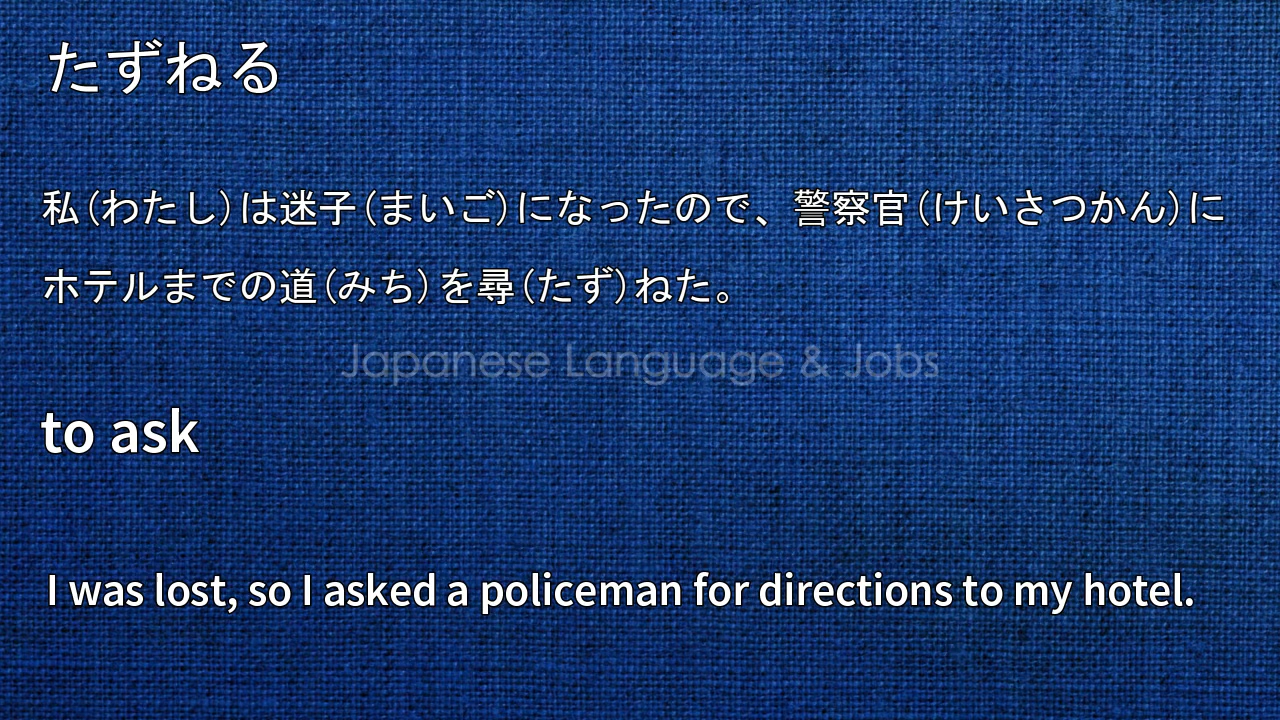 たずねる
私(わたし)は迷子(まいご)になったので、警察官(けいさつかん)に
ホテルまでの道(みち)を尋(たず)ねた。
Japanese Language & Jobs
to ask
I was lost, so I asked a policeman for directions to my hotel.